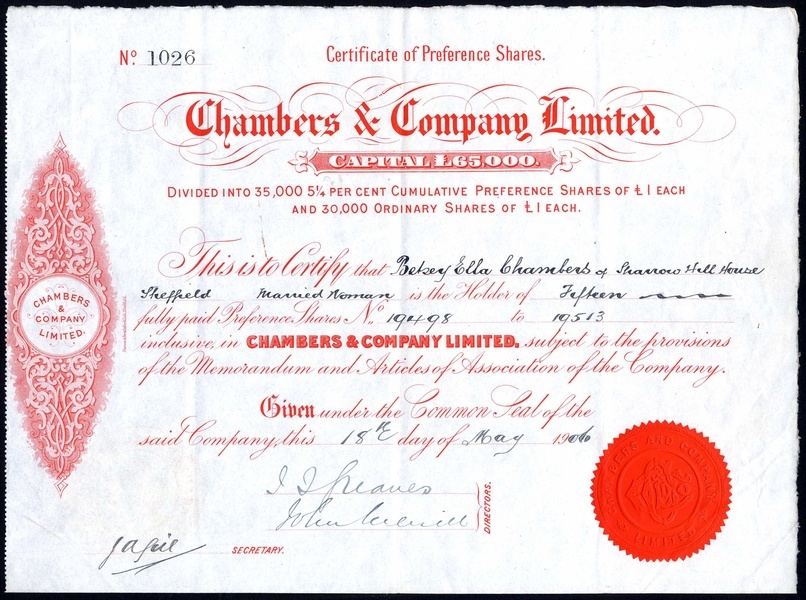 Nº 1026
Certificate of Preference Shares.
Chambers & Company Limited.
CAPITAL £65,000.
DIVIDED INTO 35,000 5¼ PER CENT CUMULATIVE PREFERENCE SHARES OF £1 EACH
AND 30,000 ORDINARY SHARES OF £1 EACH.
This is to Certify that Betsey Ella Chambers of Sharrow Hill House
Sheffield Married Woman is the Holder of Fifteen
fully paid Preference Shares Nº 19498 to 19513
inclusive, in CHAMBERS & COMPANY LIMITED. subject to the provisions
of the Memorandum and Articles of Association of the Company.
Given under the Common Seal of the
said Company, this 18th day of May 1906
John
DIRECTORS.
SECRETARY.
CHAMBERS
&
COMPANY
LIMITED.
CHAMBERS AND COMPANY
LIMITED